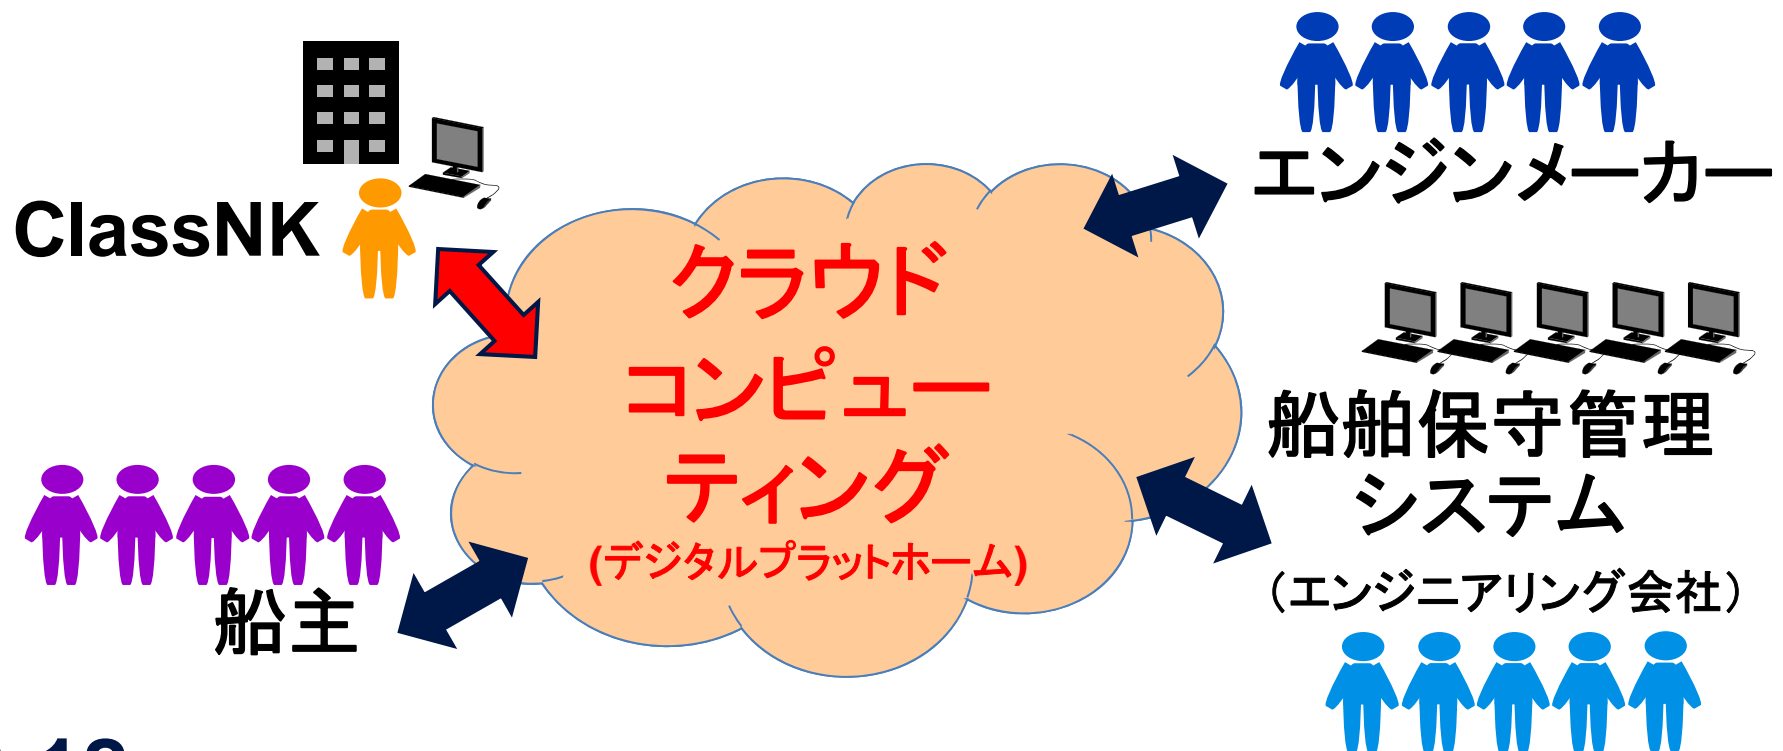 ClassNK
クラウド
コンピュー
ティング
(デジタルプラットホーム)
エンジンメーカー
船舶保守管理
システム
（エンジニアリング会社）
船主